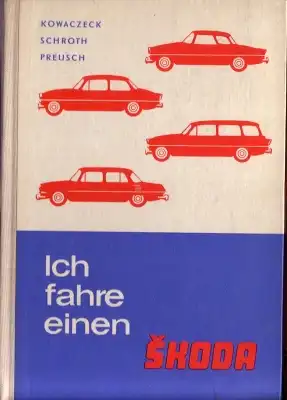 KOWACZECK
SCHROTH
PREUSCH
Ich
fahre
einen
ŠKODA